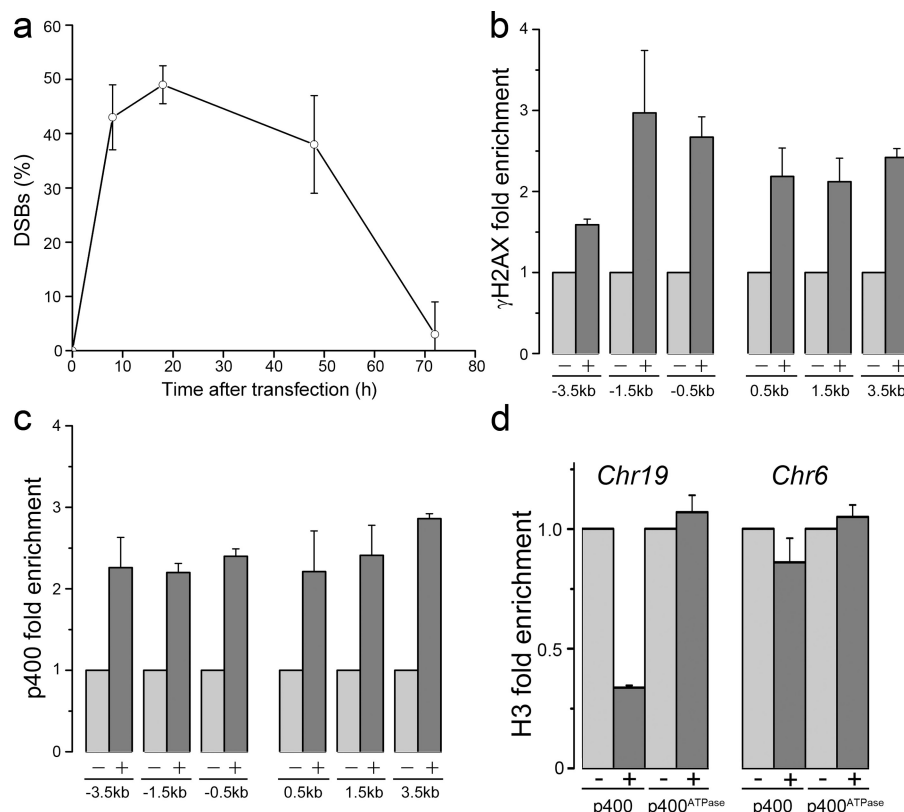 a
60
50
40
30
20
10
0
DSBs (%)
0 10 20 30 40 50 60 70 80
Time after transfection (h)
b
4
3
2
1
0
γH2AX fold enrichment
− + − + − + − + − + − +
-3.5kb -1.5kb -0.5kb 0.5kb 1.5kb 3.5kb
c
4
3
2
1
0
p400 fold enrichment
− + − + − + − + − + − +
-3.5kb -1.5kb -0.5kb 0.5kb 1.5kb 3.5kb
d
Chr19 Chr6
1.0
0.5
0
H3 fold enrichment
- + - + - + - +
p400 p400ATPase p400 p400ATPase